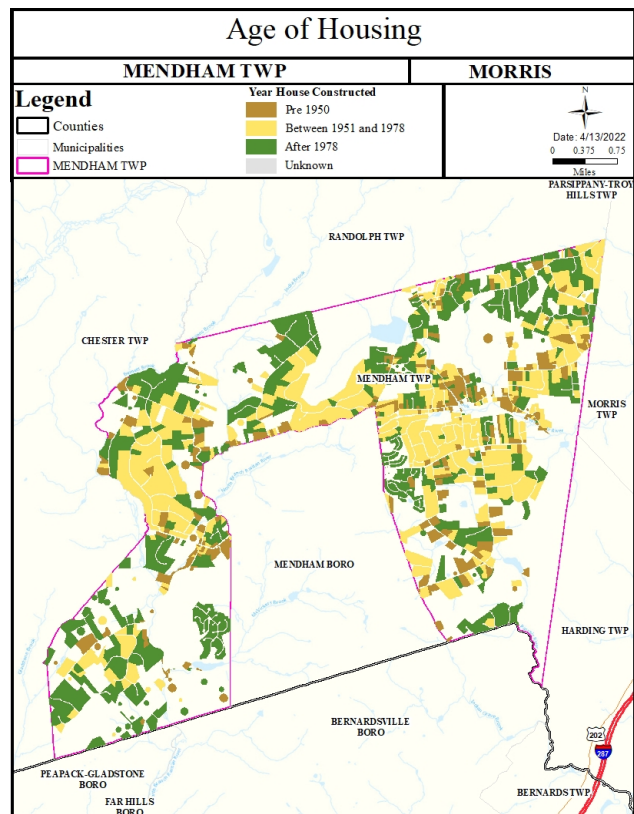 Age of Housing
MENDHAM TWP
MORRIS
Legend
Counties
Municipalities
MENDHAM TWP
Year House Constructed
Pre 1950
Between 1951 and 1978
After 1978
Unknown
N
Date: 4/13/2022
0 0.375 0.75
Miles
PARSIPPANY-TROY
HILLS TWP
RANDOLPH TWP
CHESTER TWP
MENDHAM TWP
MORRIS
TWP
MENDHAM BORO
HARDING TWP
BERNARDSVILLE
BORO
202
287
PEAPACK-GLADSTONE
BORO
BERNARDS TWP
FAR HILLS
BORO